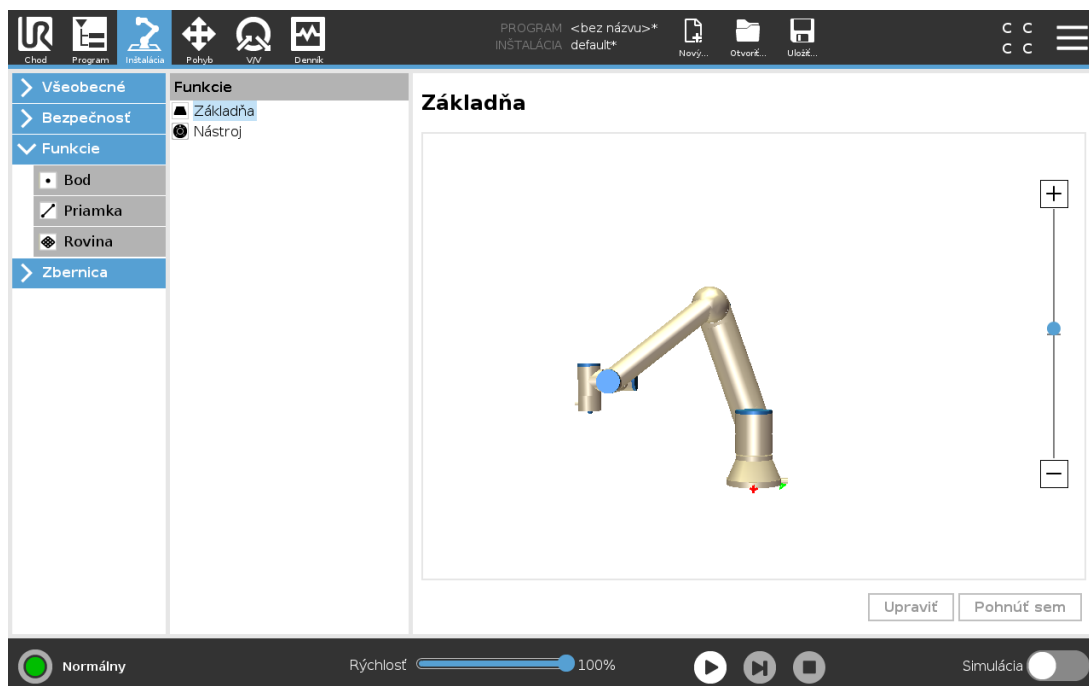 UR
Chod
Program
Inštalácia
Pohyb
V/V
Denník
PROGRAM <bez názvu>*
INŠTALÁCIA default*
Nový...
Otvoriť...
Uložiť...
C C
C C
Všeobecné
Bezpečnosť
Funkcie
Bod
Priamka
Rovina
Zbernica
Funkcie
Základňa
Nástroj
Základňa
Upraviť
Pohnúť sem
Normálny
Rýchlosť
100%
Simulácia